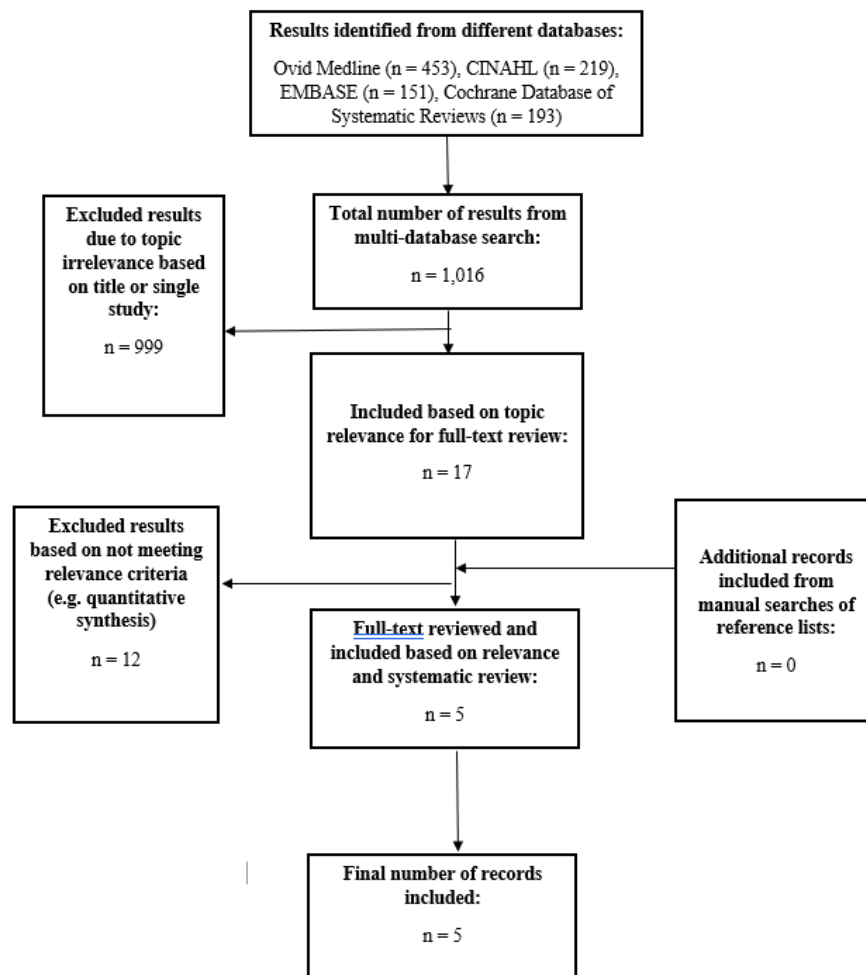 Results identified from different databases:
Ovid Medline (n = 453), CINAHL (n = 219),
EMBASE (n = 151), Cochrane Database of
Systematic Reviews (n = 193)
Total number of results from
multi-database search:
n = 1,016
Excluded results
due to topic
irrelevance based
on title or single
study:
n = 999
Included based on topic
relevance for full-text review:
n = 17
Excluded results
based on not meeting
relevance criteria
(e.g. quantitative
synthesis)
n = 12
Additional records
included from
manual searches of
reference lists:
n = 0
Full-text reviewed and
included based on relevance
and systematic review:
n = 5
Final number of records
included:
n = 5